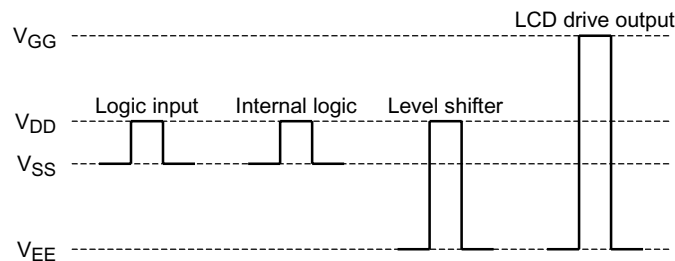 LCD drive output
VGG
Logic input Internal logic Level shifter
VDD
VSS
VEE